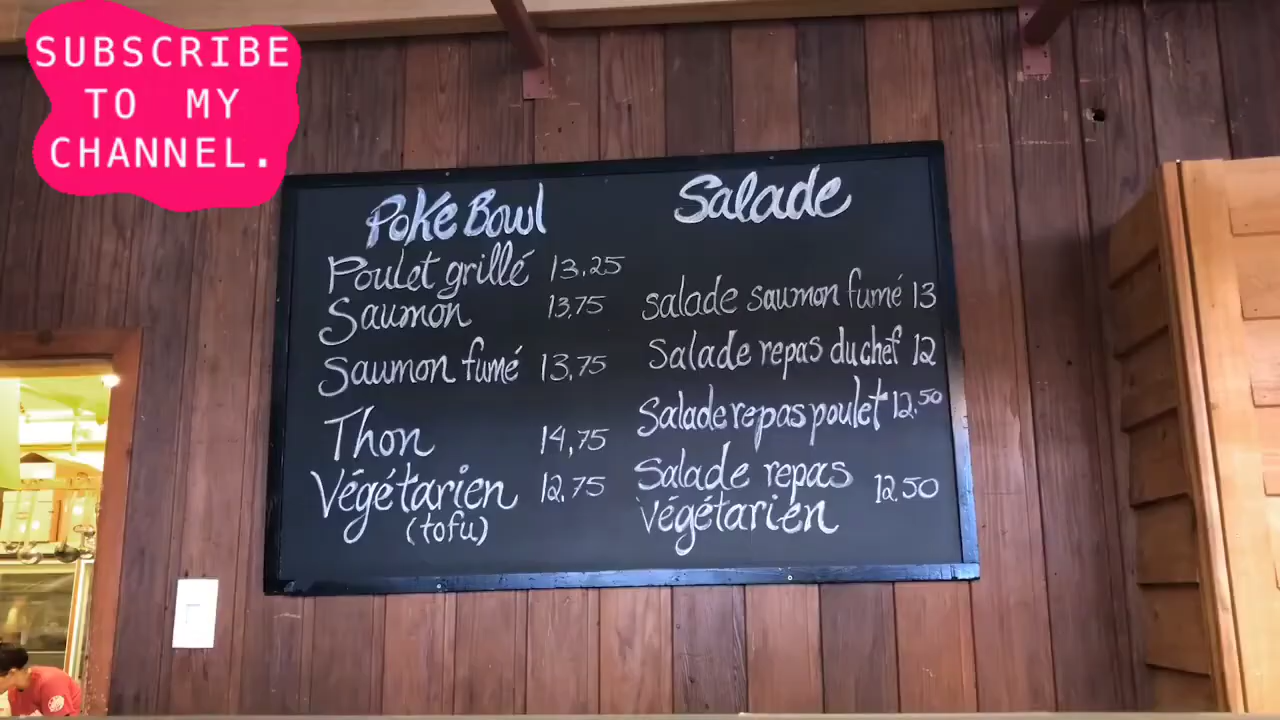 SUBSCRIBE
TO MY
CHANNEL.
Poké Bowl
Poulet grillé 13.25
Saumon 13,75
Saumon fumé 13,75
Thon 14,75
Végétarien 12.75
(tofu)
Salade
salade saumon fumé 13
Salade repas du chef 12
Salade repas poulet 12.50
Salade repas
végétarien 12.50